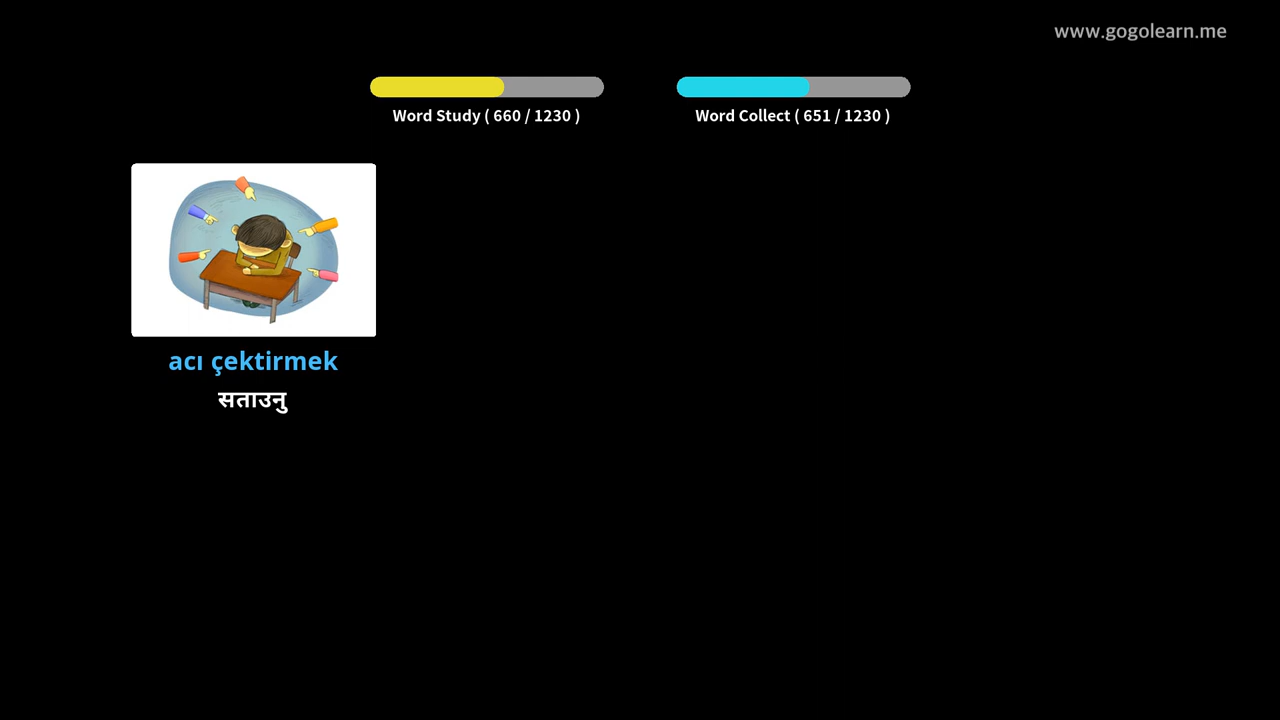 www.gogolearn.me
Word Study ( 660 / 1230 )
Word Collect ( 651 / 1230 )
acı çektirmek
सताउनु